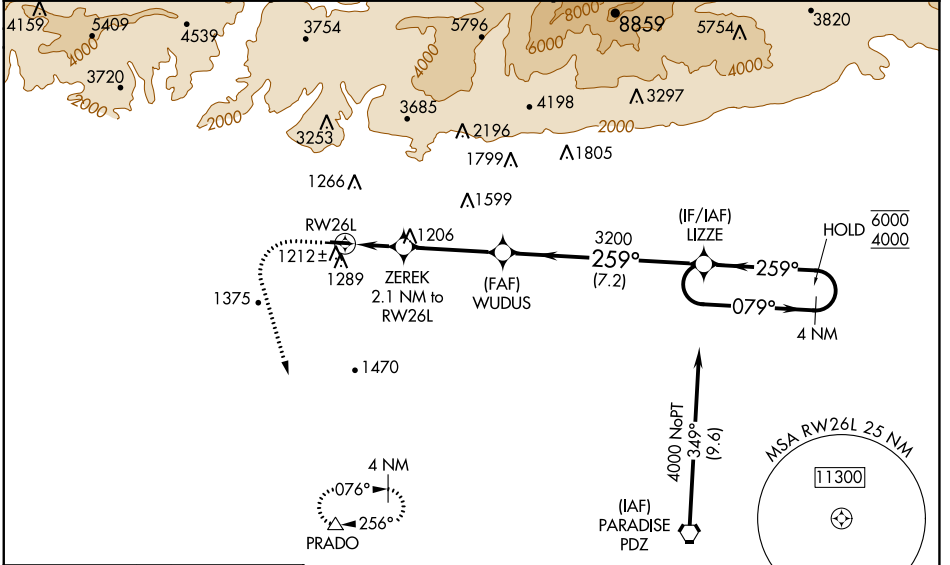 4159
5409
4000
4539
3754
5796
8000
8859
5754
3820
6000
4000
4000
3720
2000
2000
3685
4198
3297
2000
3253
2196
1799
1805
1266
1599
RW26L
1206
1212±
1289
ZEREK
2.1 NM to
RW26L
(FAF)
WUDUS
3200
259°
(7.2)
(IF/IAF)
LIZZE
HOLD
6000
4000
259°
079°
4 NM
1375
1470
4000 NoPT
349°
(9.6)
(IAF)
PARADISE
PDZ
4 NM
076°
256°
PRADO
MSA RW26L 25 NM
11300